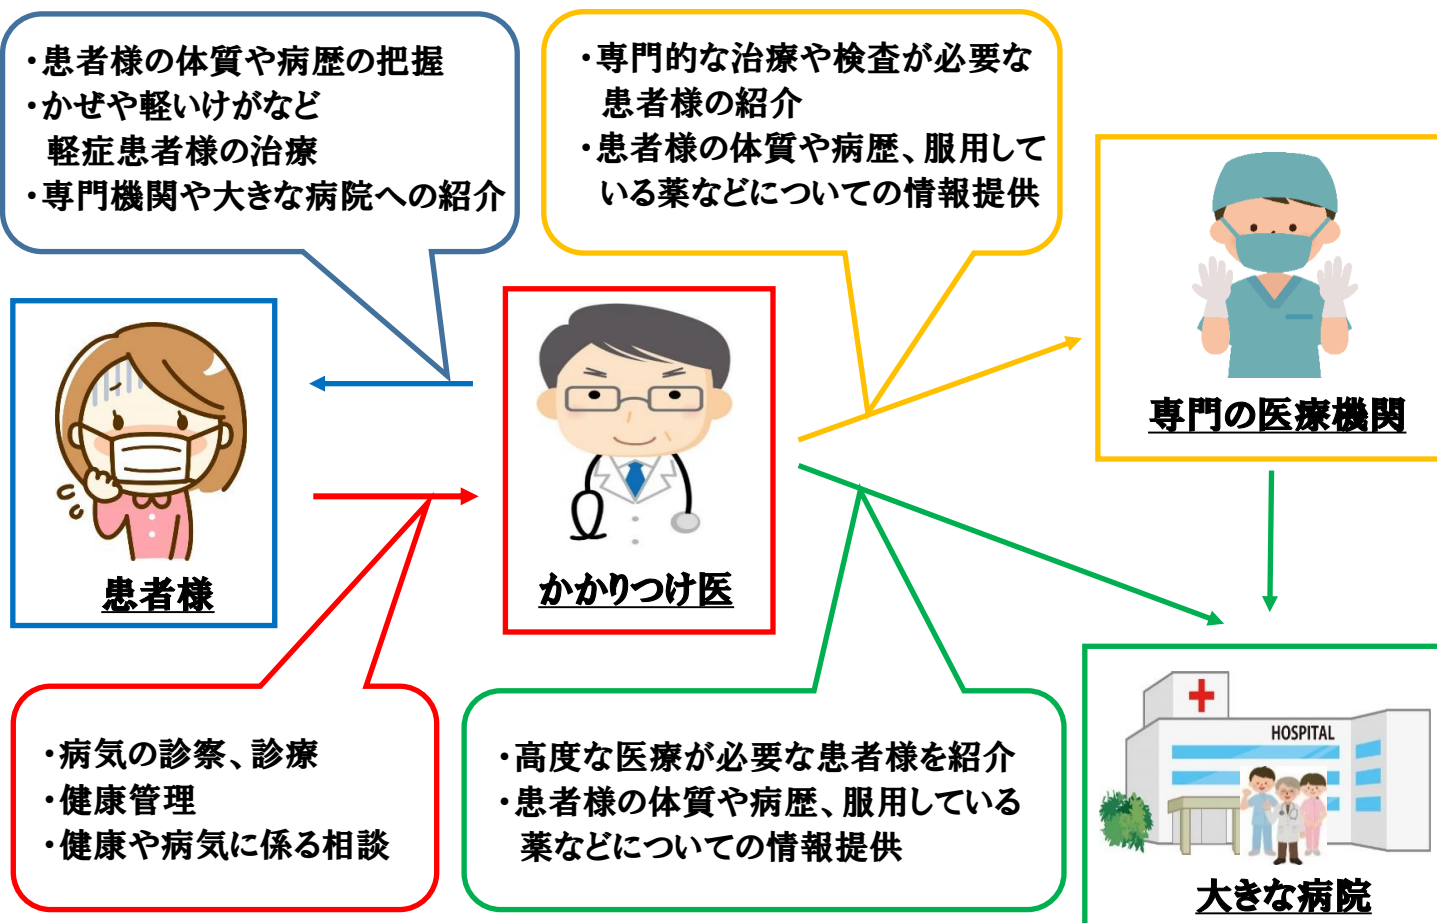 ・患者様の体質や病歴の把握
・かぜや軽いけがなど
軽症患者様の治療
・専門機関や大きな病院への紹介
・専門的な治療や検査が必要な
患者様の紹介
・患者様の体質や病歴、服用して
いる薬などについての情報提供
専門の医療機関
患者様
かかりつけ医
・病気の診察、診療
・健康管理
・健康や病気に係る相談
・高度な医療が必要な患者様を紹介
・患者様の体質や病歴、服用している
薬などについての情報提供
HOSPITAL
大きな病院